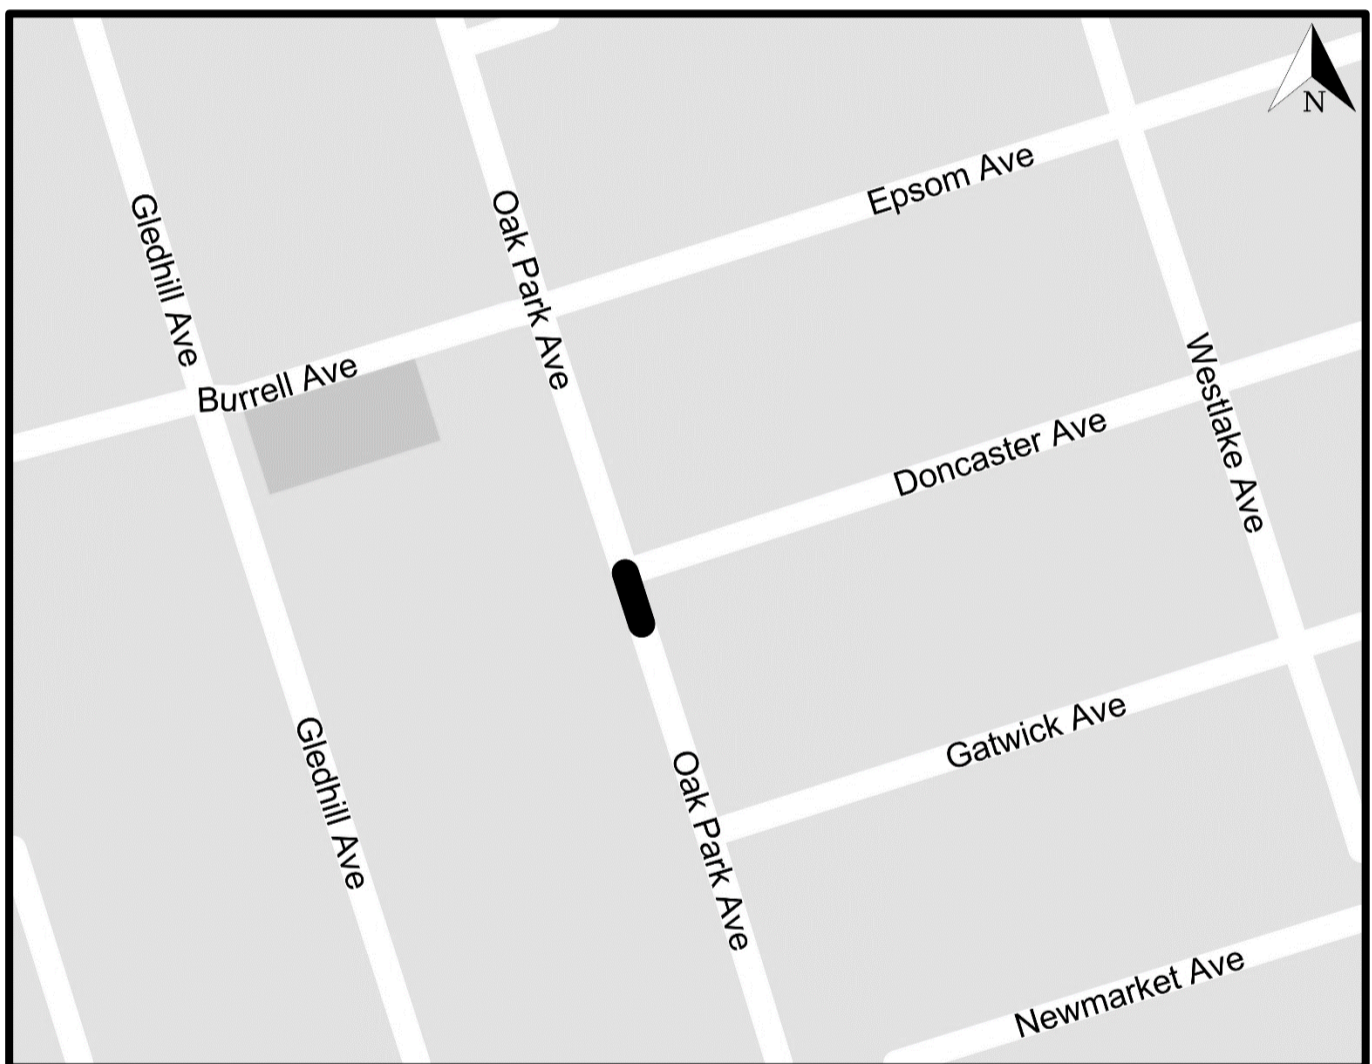 N
Epsom Ave
Gledhill Ave
Oak Park Ave
Burrell Ave
Westlake Ave
Doncaster Ave
Gatwick Ave
Gledhill Ave
Oak Park Ave
Newmarket Ave